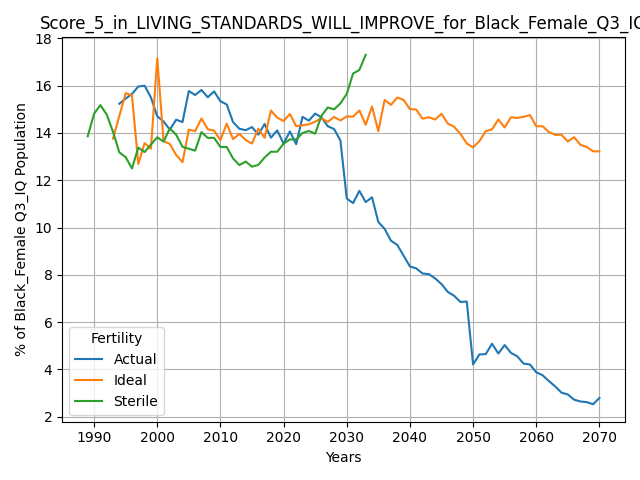 Score_5_in_LIVING_STANDARDS_WILL_IMPROVE_for_Black_Female_Q3_IQ
18
16
14
12
10
8
6
4
2
% of Black_Female Q3_IQ Population
Fertility
Actual
Ideal
Sterile
1990 2000 2010 2020 2030 2040 2050 2060 2070
Years